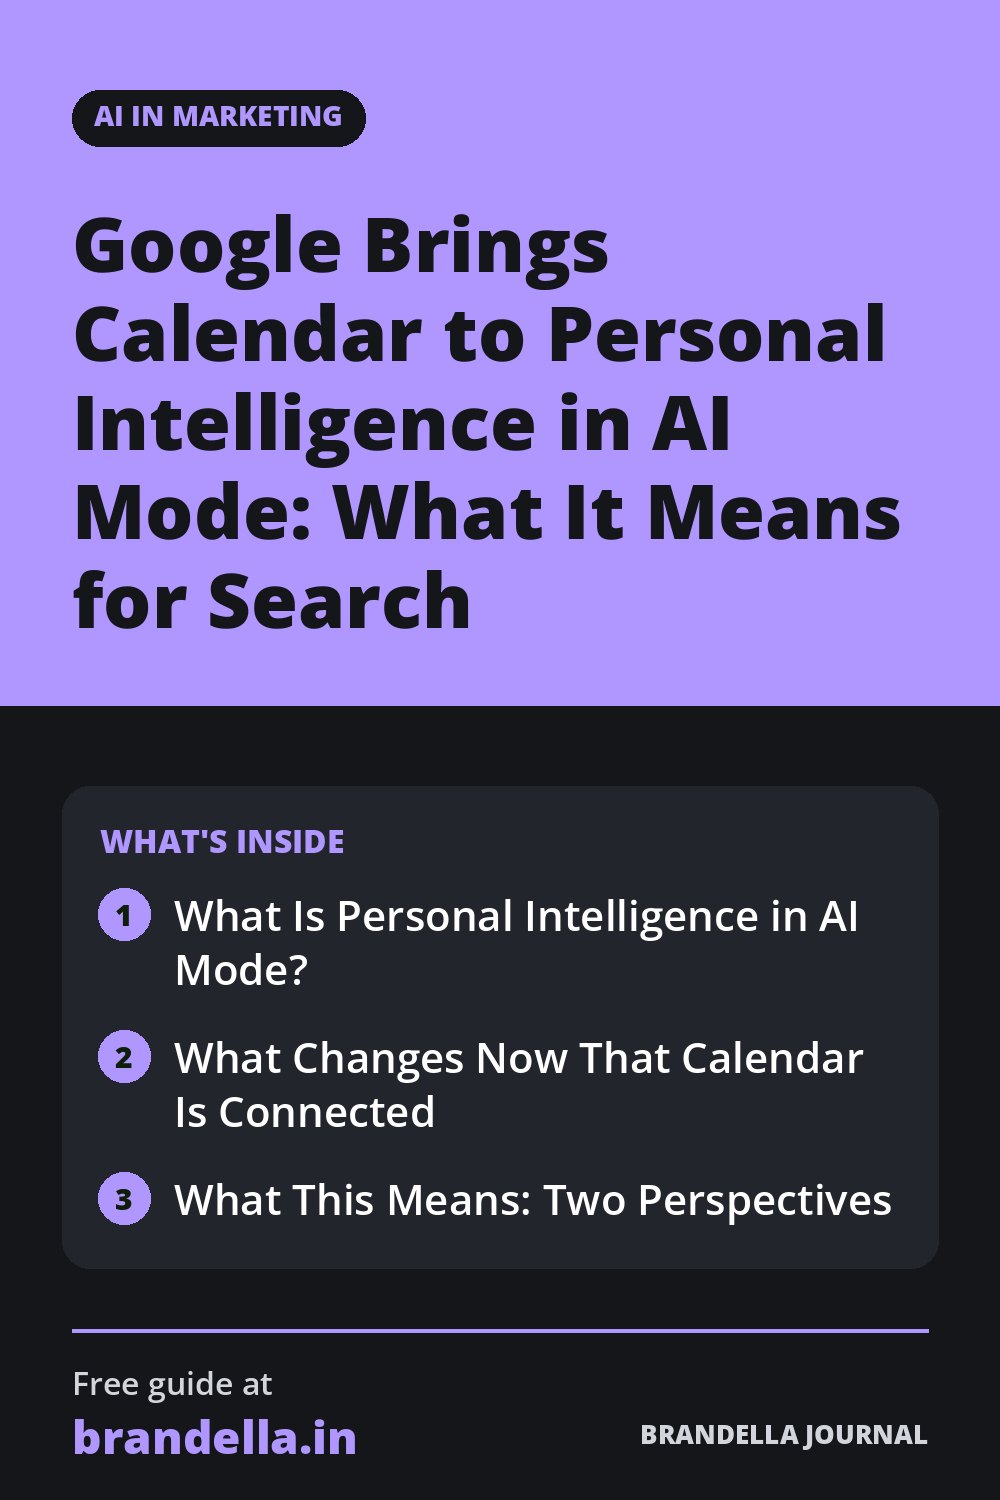 AI IN MARKETING
Google Brings
Calendar to Personal
Intelligence in AI
Mode: What It Means
for Search
WHAT'S INSIDE
1 What Is Personal Intelligence in AI
Mode?
2 What Changes Now That Calendar
Is Connected
3 What This Means: Two Perspectives
Free guide at
brandella.in
BRANDELLA JOURNAL